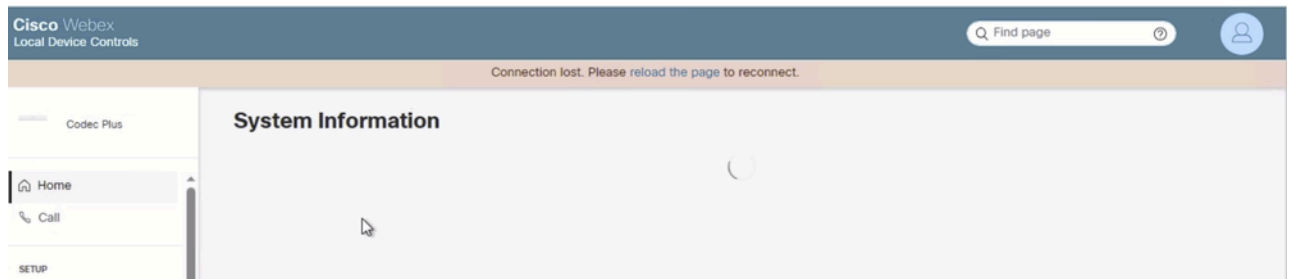 Cisco Webex
Local Device Controls
Find page
Connection lost. Please reload the page to reconnect.
Codec Plus
System Information
Home
Call
SETUP